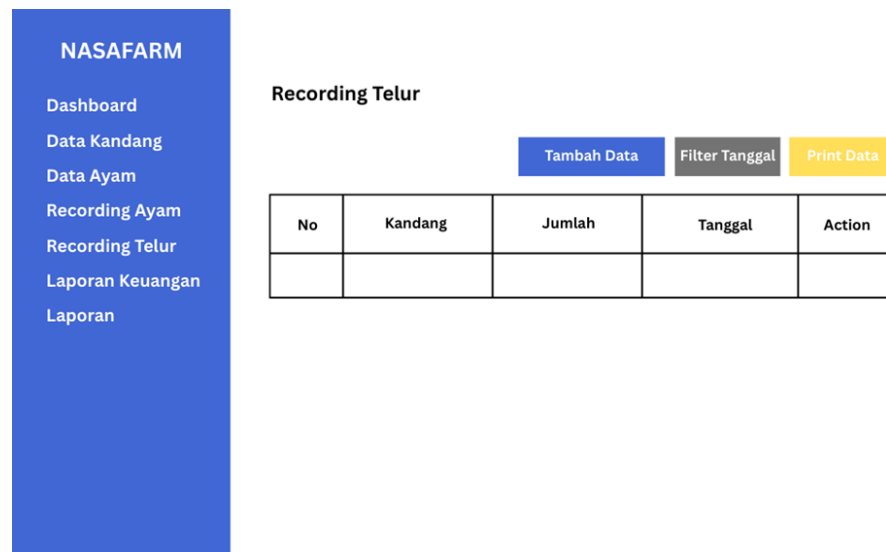 NASAFARM
Dashboard
Data Kandang
Data Ayam
Recording Ayam
Recording Telur
Laporan Keuangan
Laporan
Recording Telur
Tambah Data Filter Tanggal Print Data
No Kandang Jumlah Tanggal Action